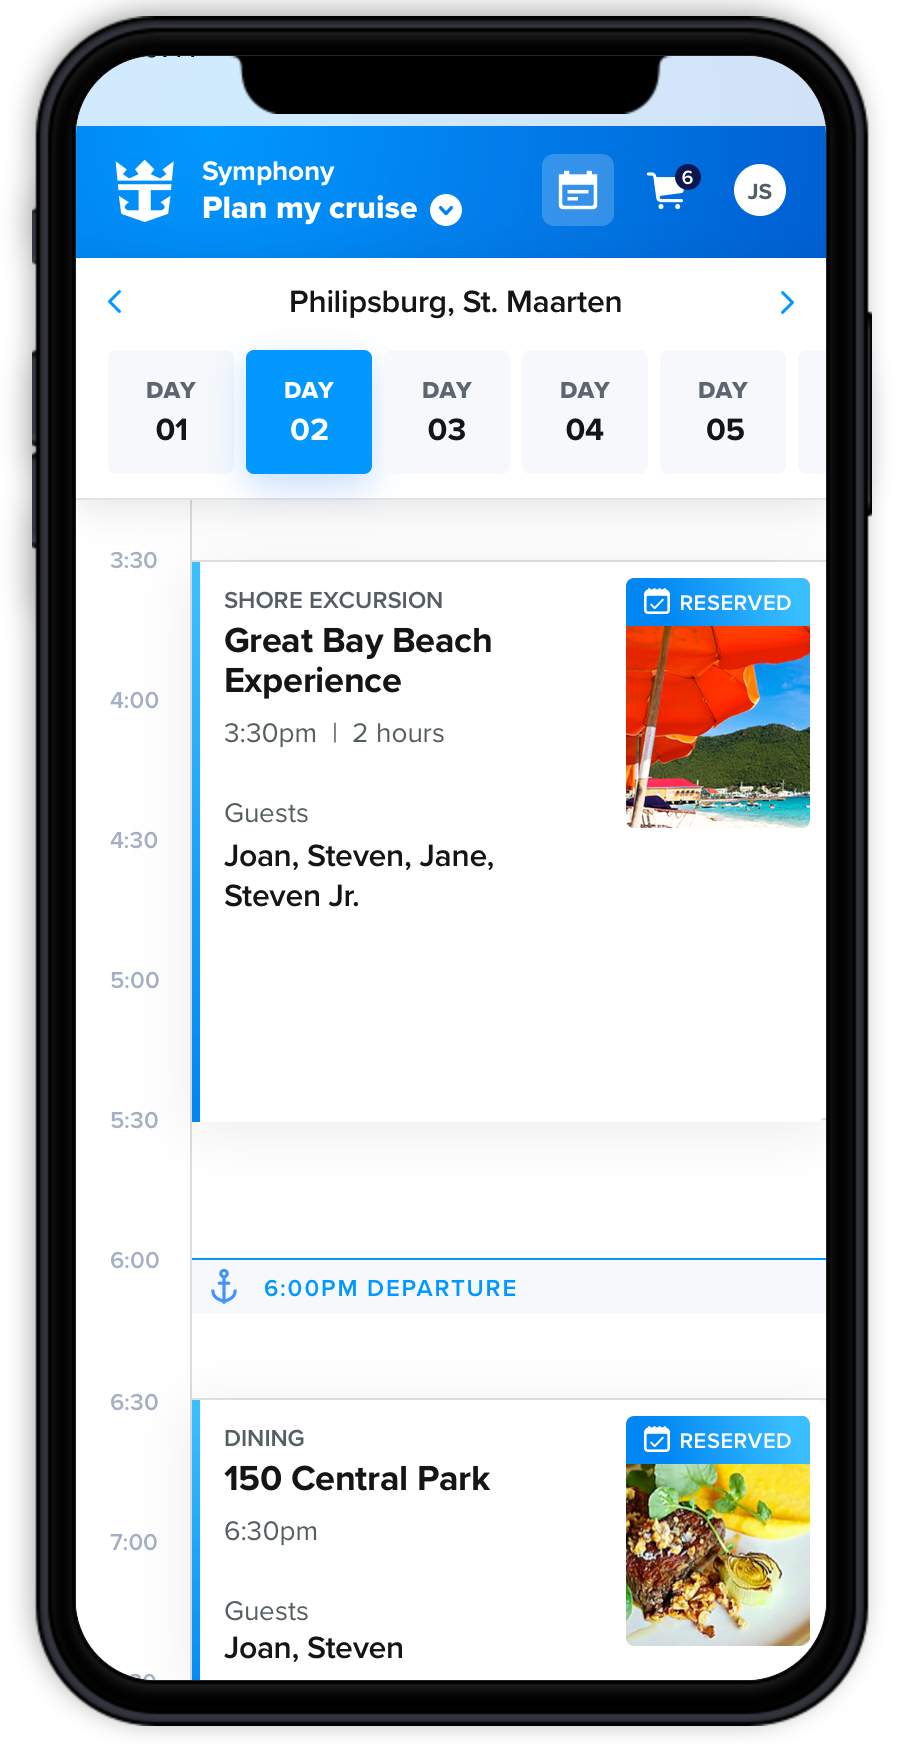 Symphony
Plan my cruise
6
JS
Philipsburg, St. Maarten
DAY
01
DAY
02
DAY
03
DAY
04
DAY
05
3:30
SHORE EXCURSION
RESERVED
Great Bay Beach
Experience
4:00
3:30pm | 2 hours
Guests
4:30
Joan, Steven, Jane,
Steven Jr.
5:00
5:30
6:00
6:00PM DEPARTURE
6:30
DINING
RESERVED
150 Central Park
6:30pm
7:00
Guests
Joan, Steven